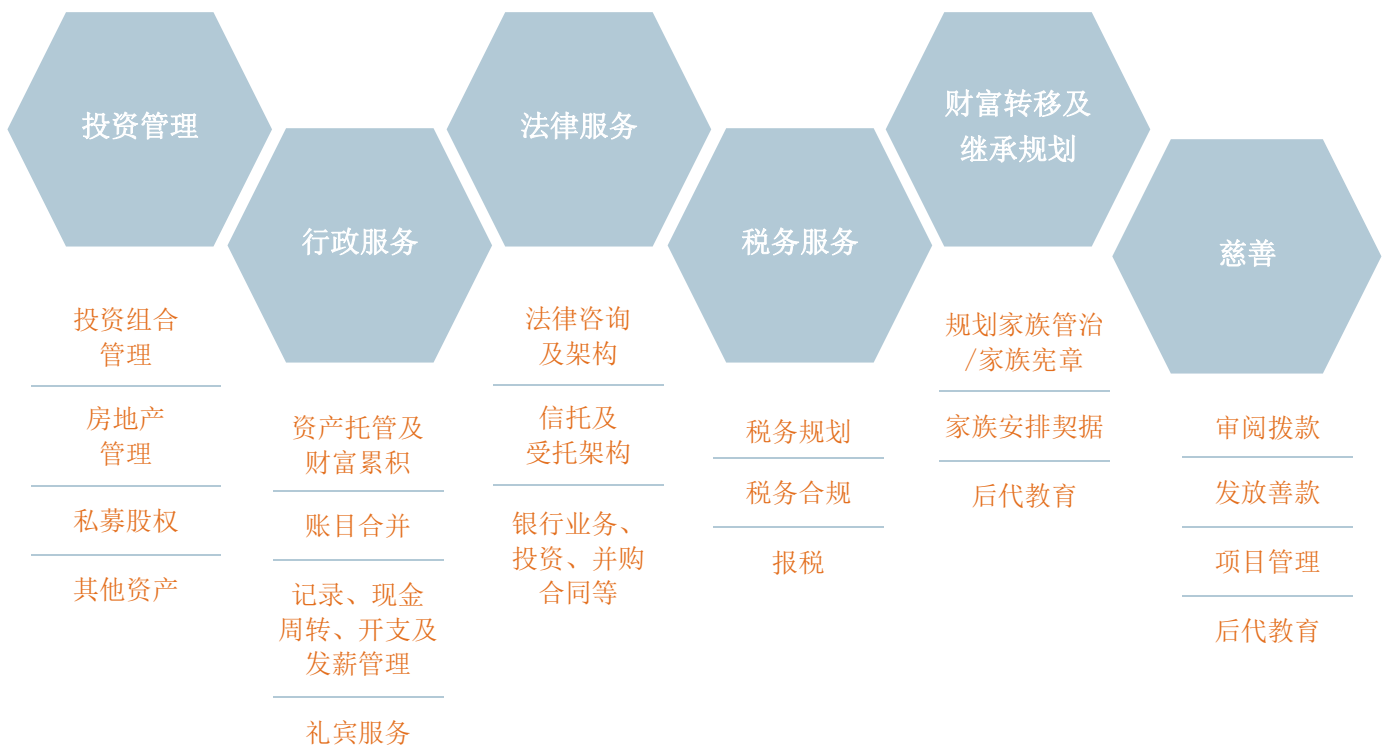 投资管理
投资组合
管理
房地产
管理
私募股权
其他资产
行政服务
资产托管及
财富累积
账目合并
记录、现金
周转、开支及
发薪管理
礼宾服务
法律服务
法律咨询
及架构
信托及
受托架构
银行业务、
投资、并购
合同等
税务服务
税务规划
税务合规
报税
财富转移及
继承规划
规划家族管治
/家族宪章
家族安排契据
后代教育
慈善
审阅拨款
发放善款
项目管理
后代教育